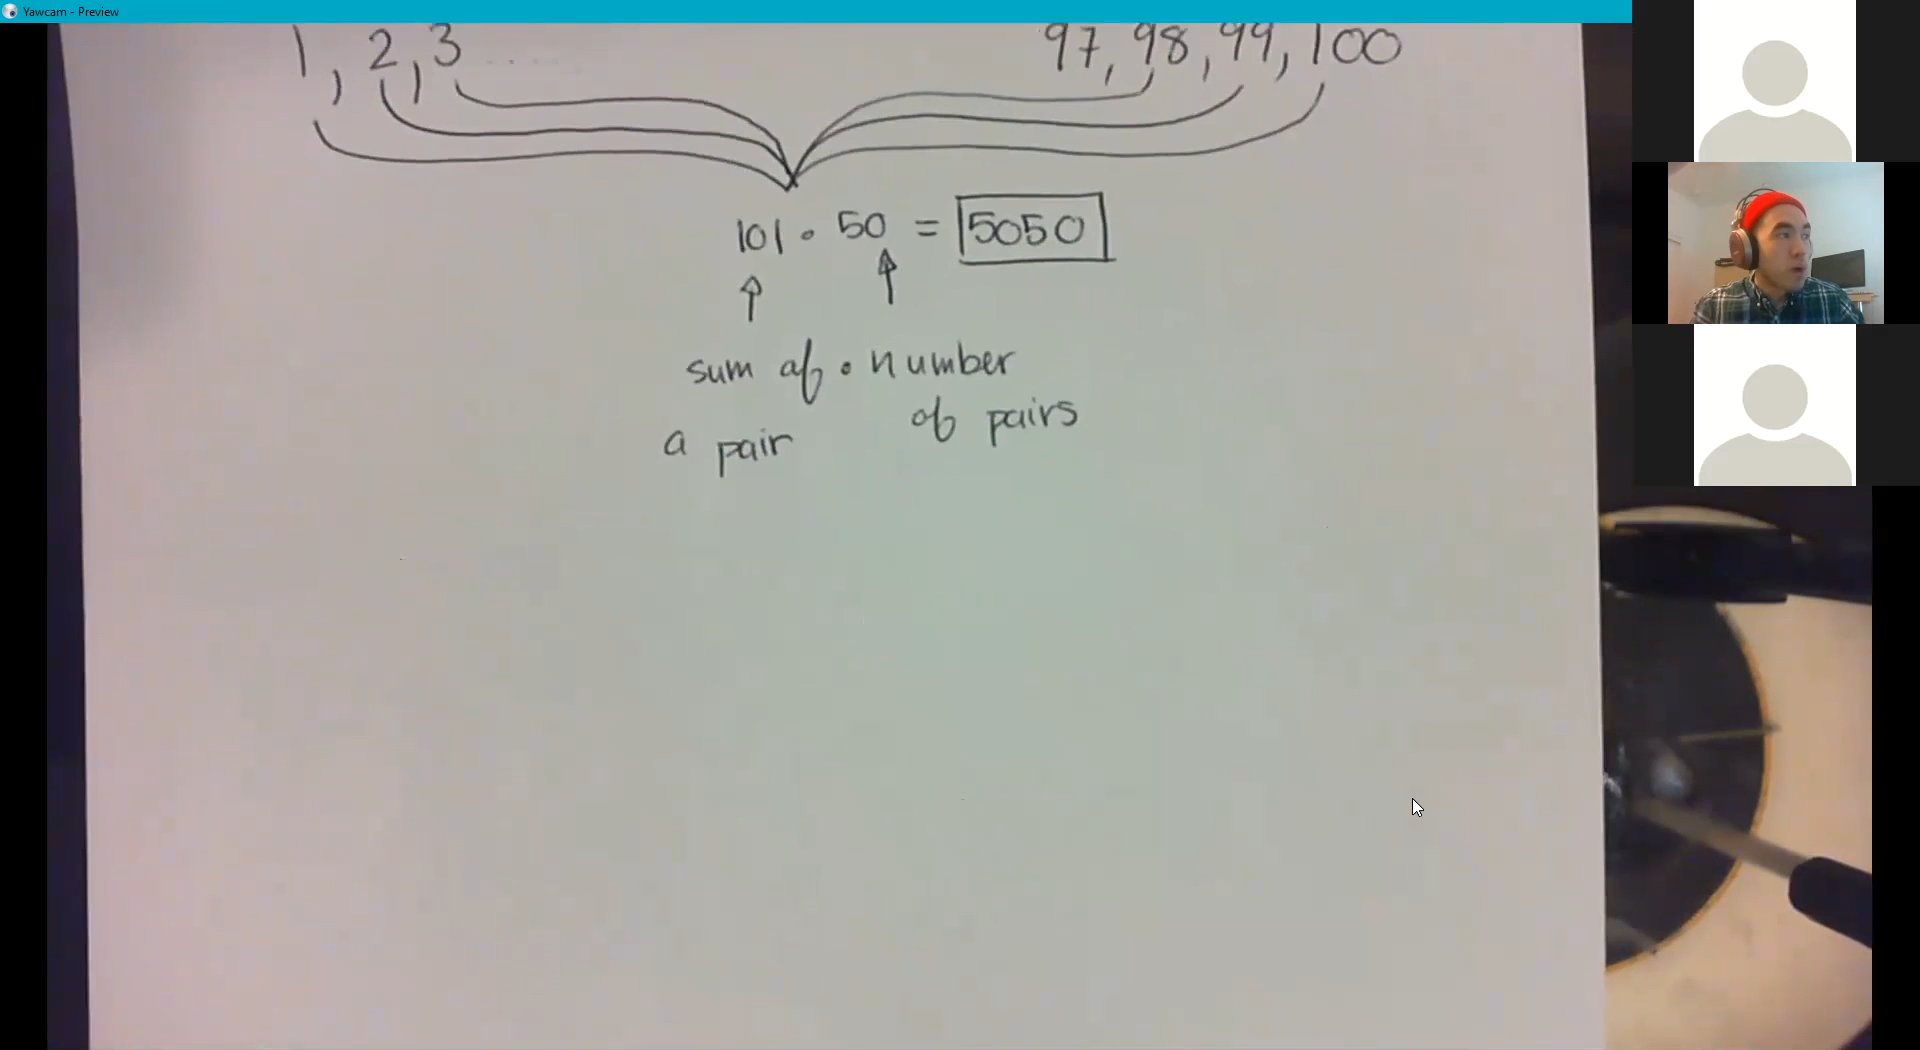 Yawcam - Preview
1, 2, 3 ..... 97, 98, 99, 100
101 • 50 = 5050
sum of • number
a pair of pairs